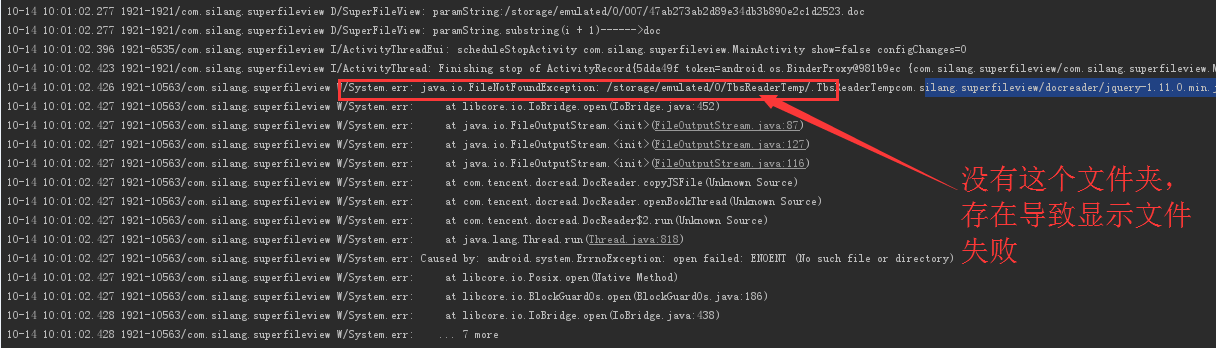 10-14 10:01:02.277 1921-1921/com.silang.superfileview D/SuperFileView: paramString:/storage/emulated/0/007/47ab273ab2d89e34db3b890e2c1d2523.doc
10-14 10:01:02.277 1921-1921/com.silang.superfileview D/SuperFileView: paramString.substring(i + 1)------>doc
10-14 10:01:02.396 1921-6535/com.silang.superfileview I/ActivityThreadEui: scheduleStopActivity com.silang.superfileview.MainActivity show=false configChanges=0
10-14 10:01:02.423 1921-1921/com.silang.superfileview I/ActivityThread: Finishing stop of ActivityRecord{5dda49f token=android.os.BinderProxy@981b9ec {com.silang.superfileview/com.silang.superfileview.M
10-14 10:01:02.426 1921-10563/com.silang.superfileview W/System.err: java.io.FileNotFoundException: /storage/emulated/0/TbsReaderTemp/.TbsReaderTempcom.silang.superfileview/docreader/jquery-1.11.0.min.j
10-14 10:01:02.427 1921-10563/com.silang.superfileview W/System.err:     at libcore.io.IoBridge.open(IoBridge.java:452)
10-14 10:01:02.427 1921-10563/com.silang.superfileview W/System.err:     at java.io.FileOutputStream.<init>(FileOutputStream.java:87)
10-14 10:01:02.427 1921-10563/com.silang.superfileview W/System.err:     at java.io.FileOutputStream.<init>(FileOutputStream.java:127)
10-14 10:01:02.427 1921-10563/com.silang.superfileview W/System.err:     at java.io.FileOutputStream.<init>(FileOutputStream.java:116)
10-14 10:01:02.427 1921-10563/com.silang.superfileview W/System.err:     at com.tencent.docread.DocReader.copyJSFile(Unknown Source)
10-14 10:01:02.427 1921-10563/com.silang.superfileview W/System.err:     at com.tencent.docread.DocReader.openBookThread(Unknown Source)
10-14 10:01:02.427 1921-10563/com.silang.superfileview W/System.err:     at com.tencent.docread.DocReader$2.run(Unknown Source)
10-14 10:01:02.427 1921-10563/com.silang.superfileview W/System.err:     at java.lang.Thread.run(Thread.java:818)
10-14 10:01:02.427 1921-10563/com.silang.superfileview W/System.err: Caused by: android.system.ErrnoException: open failed: ENOENT (No such file or directory)
10-14 10:01:02.427 1921-10563/com.silang.superfileview W/System.err:     at libcore.io.Posix.open(Native Method)
10-14 10:01:02.427 1921-10563/com.silang.superfileview W/System.err:     at libcore.io.BlockGuardOs.open(BlockGuardOs.java:186)
10-14 10:01:02.428 1921-10563/com.silang.superfileview W/System.err:     at libcore.io.IoBridge.open(IoBridge.java:438)
10-14 10:01:02.428 1921-10563/com.silang.superfileview W/System.err:    ... 7 more
没有这个文件夹，
存在导致显示文件
失败